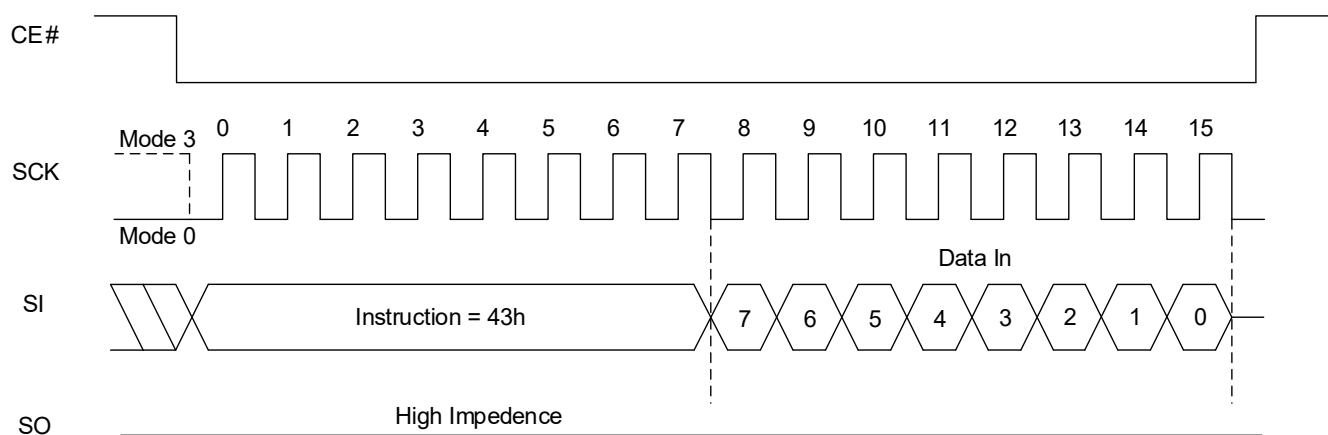 CE#
Mode 3
0 1 2 3 4 5 6 7 8 9 10 11 12 13 14 15
SCK
Mode 0
Data In
SI
Instruction = 43h
7 6 5 4 3 2 1 0
High Impedence
SO